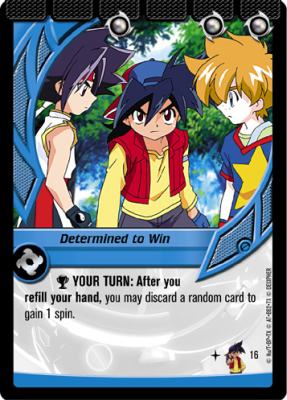 Determined to Win
YOUR TURN: After you
refill your hand, you may discard a random card to
gain 1 spin.
16